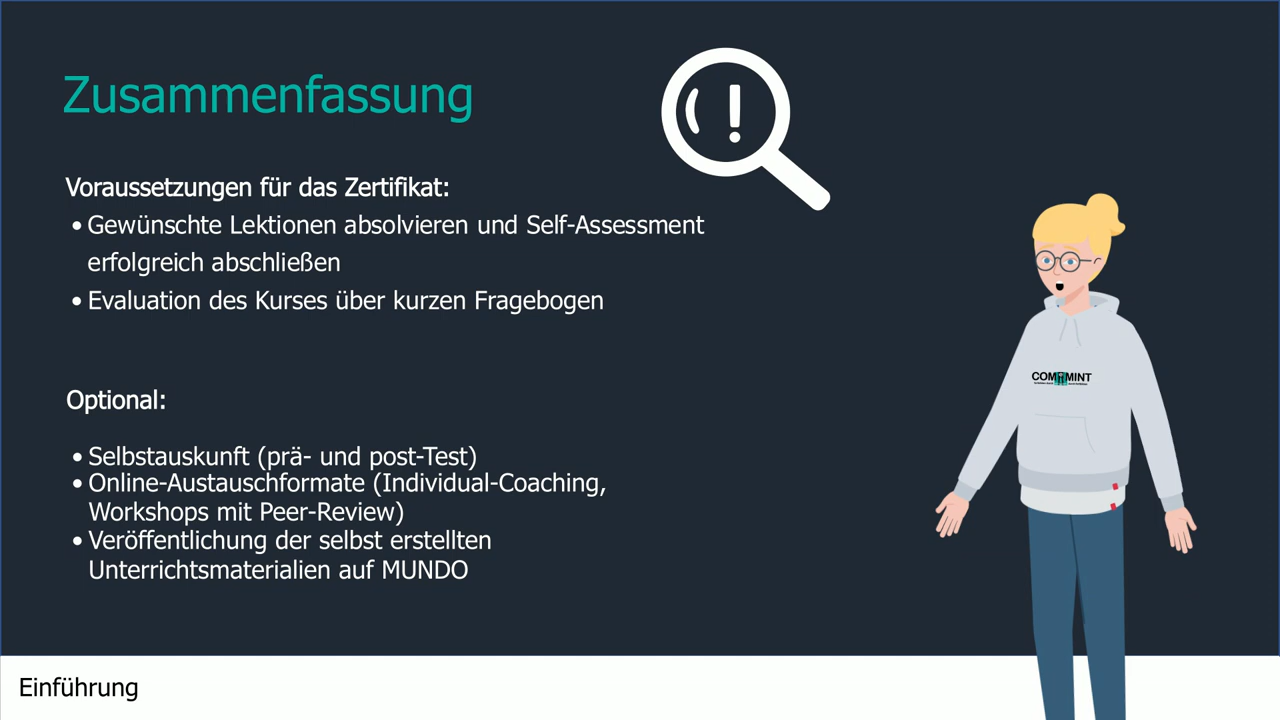 Zusammenfassung
Voraussetzungen für das Zertifikat:
• Gewünschte Lektionen absolvieren und Self-Assessment
erfolgreich abschließen
• Evaluation des Kurses über kurzen Fragebogen
Optional:
• Selbstauskunft (prä- und post-Test)
• Online-Austauschformate (Individual-Coaching,
Workshops mit Peer-Review)
• Veröffentlichung der selbst erstellten
Unterrichtsmaterialien auf MUNDO
COM MINT
Einführung